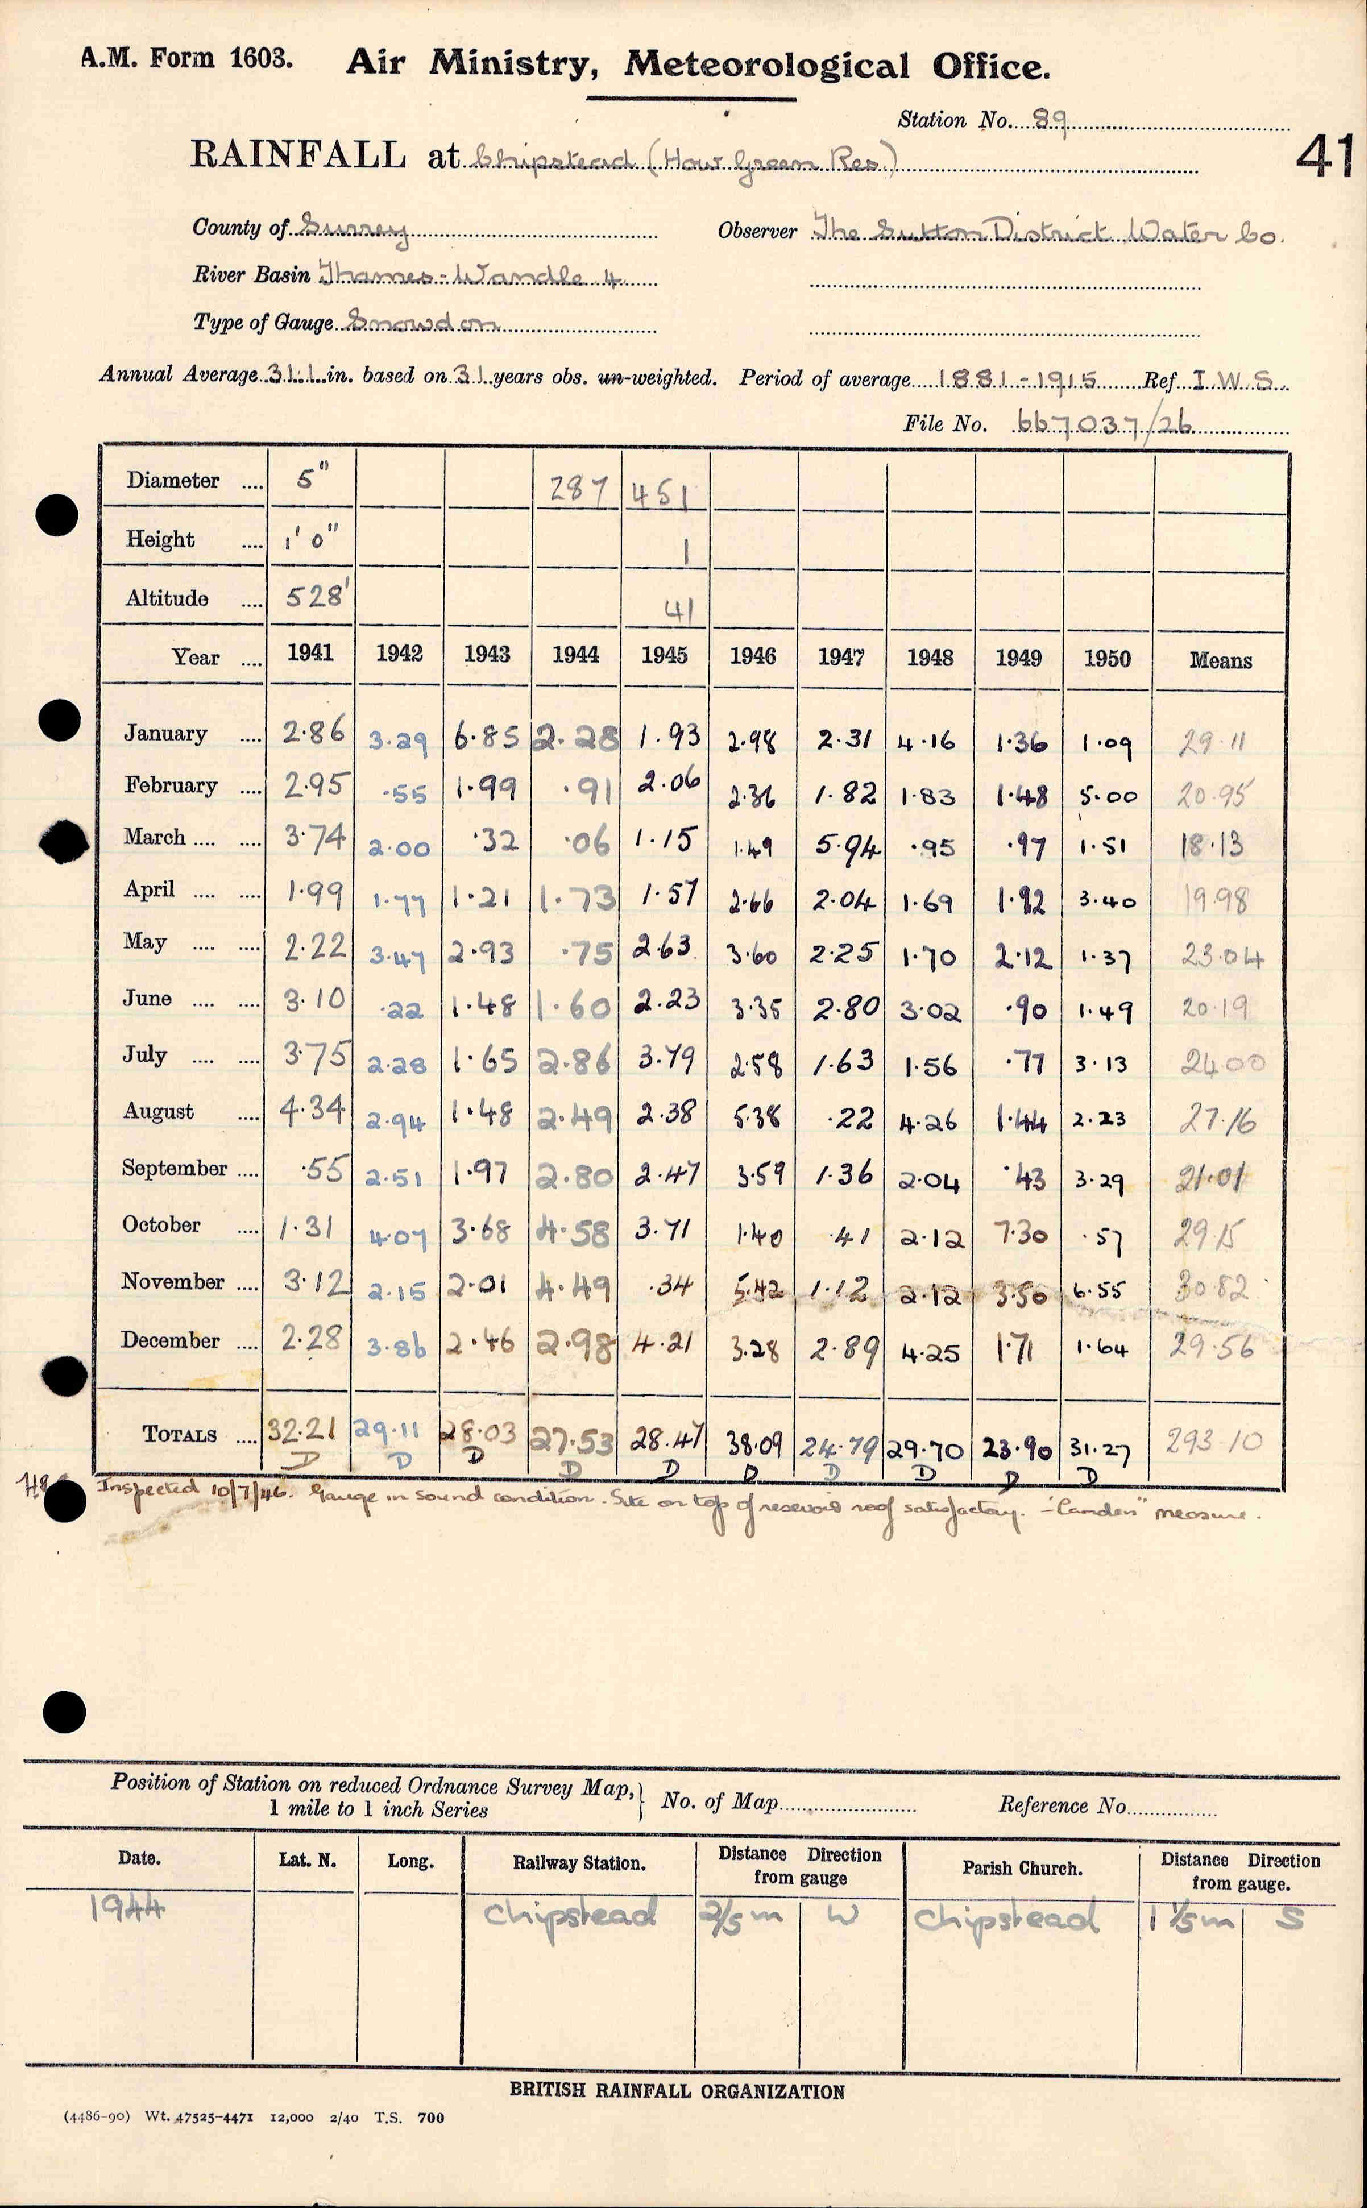 A.M. Form 1603. Air Ministry, Meteorological Office.
Station No. 89
RAINFALL at Chipstead (How Green Res.) 41
County of Surrey Observer The Sutton District Water Co.
River Basin Thames - Wandle 4
Type of Gauge Snowdon
Annual Average 31.1 in. based on 31 years obs. un-weighted. Period of average 1881-1915 Ref I.W.S.
File No. 667037/26
Diameter .... 5" 287 451
Height .... 1' 0" 1
Altitude .... 528' 41
Year .... 1941 1942 1943 1944 1945 1946 1947 1948 1949 1950 Means
January .... 2.86 3.29 6.85 2.28 1.93 2.98 2.31 4.16 1.36 1.09 29.11
February .... 2.95 .55 1.99 .91 2.06 2.36 1.82 1.83 1.48 5.00 20.95
March .... .... 3.74 2.00 .32 .06 1.15 1.49 5.94 .95 .97 1.51 18.13
April .... .... 1.99 1.77 1.21 1.73 1.57 2.66 2.04 1.69 1.92 3.40 19.98
May .... .... 2.22 3.47 2.93 .75 2.63 3.60 2.25 1.70 2.12 1.37 23.04
June .... .... 3.10 .22 1.48 1.60 2.23 3.35 2.80 3.02 .90 1.49 20.19
July .... .... 3.75 2.28 1.65 2.86 3.79 2.58 1.63 1.56 .77 3.13 24.00
August .... 4.34 2.94 1.48 2.49 2.38 5.38 .22 4.26 1.44 2.23 27.16
September .... .55 2.51 1.97 2.80 2.47 3.59 1.36 2.04 .43 3.29 21.01
October .... 1.31 4.07 3.68 4.58 3.71 1.40 .41 2.12 7.30 .57 29.15
November .... 3.12 2.15 2.01 4.49 .34 5.42 1.12 2.12 3.50 6.55 30.82
December .... 2.28 3.86 2.46 2.98 4.21 3.28 2.89 4.25 1.71 1.64 29.56
TOTALS .... 32.21 29.11 28.03 27.53 28.47 38.09 24.79 29.70 23.90 31.27 293.10
D D D D D D D D D D
Inspected 10/7/46. Gauge in sound condition. Site on top of reservoir roof satisfactory. - "Camden" measure.
Position of Station on reduced Ordnance Survey Map, } No. of Map Reference No.
1 mile to 1 inch Series
Date. Lat. N. Long. Railway Station. Distance from gauge Direction Parish Church. Distance from gauge. Direction
1944 Chipstead 2/5 m W Chipstead 1 1/5 m S
BRITISH RAINFALL ORGANIZATION
(4486-90) Wt. 47525-4471 12,000 2/40 T.S. 700